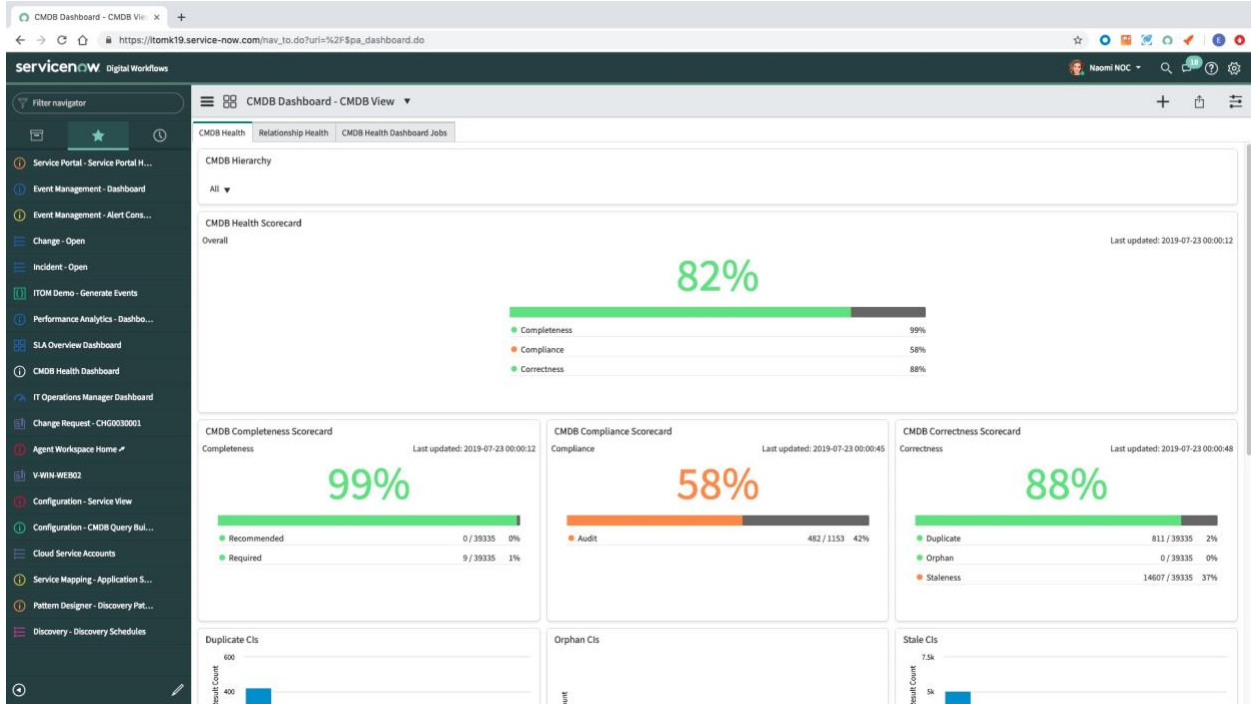 CMDB Dashboard - CMDB Vie
https://itomk19.service-now.com/nav_to.do?uri=%2F$pa_dashboard.do
E
servicenow Digital Workflows
Naomi NOC
18
Filter navigator
CMDB Dashboard - CMDB View
CMDB Health Relationship Health CMDB Health Dashboard Jobs
Service Portal - Service Portal H...
Event Management - Dashboard
Event Management - Alert Cons...
Change - Open
Incident - Open
ITOM Demo - Generate Events
Performance Analytics - Dashbo...
SLA Overview Dashboard
CMDB Health Dashboard
IT Operations Manager Dashboard
Change Request - CHG0030001
Agent Workspace Home
V-WIN-WEB02
Configuration - Service View
Configuration - CMDB Query Bui...
Cloud Service Accounts
Service Mapping - Application S...
Pattern Designer - Discovery Pat...
Discovery - Discovery Schedules
CMDB Hierarchy
All
CMDB Health Scorecard
Overall Last updated: 2019-07-23 00:00:12
82%
Completeness 99%
Compliance 58%
Correctness 88%
CMDB Completeness Scorecard
Completeness Last updated: 2019-07-23 00:00:12
99%
Recommended 0 / 39335 0%
Required 9 / 39335 1%
CMDB Compliance Scorecard
Compliance Last updated: 2019-07-23 00:00:45
58%
Audit 482 / 1153 42%
CMDB Correctness Scorecard
Correctness Last updated: 2019-07-23 00:00:48
88%
Duplicate 811 / 39335 2%
Orphan 0 / 39335 0%
Staleness 14607 / 39335 37%
Duplicate CIs
600
400
Orphan CIs
Stale CIs
7.5k
5k